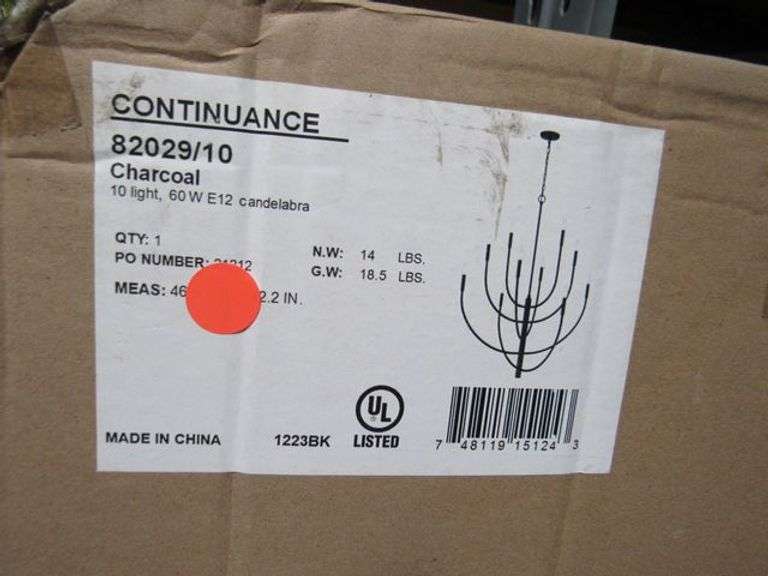 CONTINUANCE
82029/10
Charcoal
10 light, 60 W E12 candelabra
QTY: 1
N.W: 14 LBS.
PO NUMBER:
G.W: 18.5 LBS.
MEAS: 46 2.2 IN.
UL
LISTED
MADE IN CHINA
1223BK
7 48119 15124 3